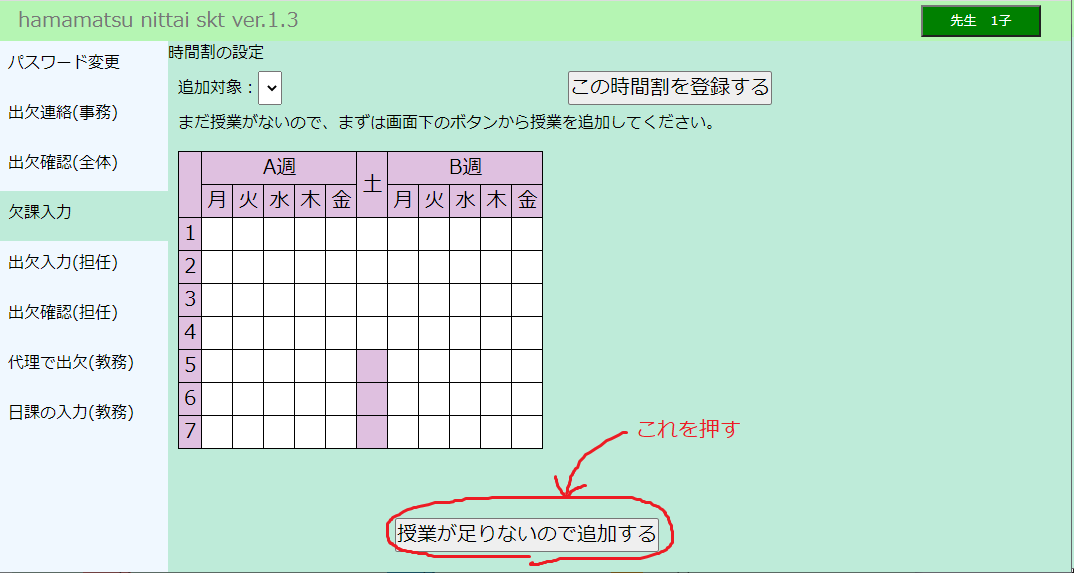 hamamatsu nittai skt ver.1.3
先生　1子
パスワード変更
出欠連絡(事務)
出欠確認(全体)
欠課入力
出欠入力(担任)
出欠確認(担任)
代理で出欠(教務)
日課の入力(教務)
時間割の設定
追加対象：
この時間割を登録する
まだ授業がないので、まずは画面下のボタンから授業を追加してください。
A週 土 B週
月 火 水 木 金 月 火 水 木 金
1
2
3
4
5
6
7
これを押す
授業が足りないので追加する